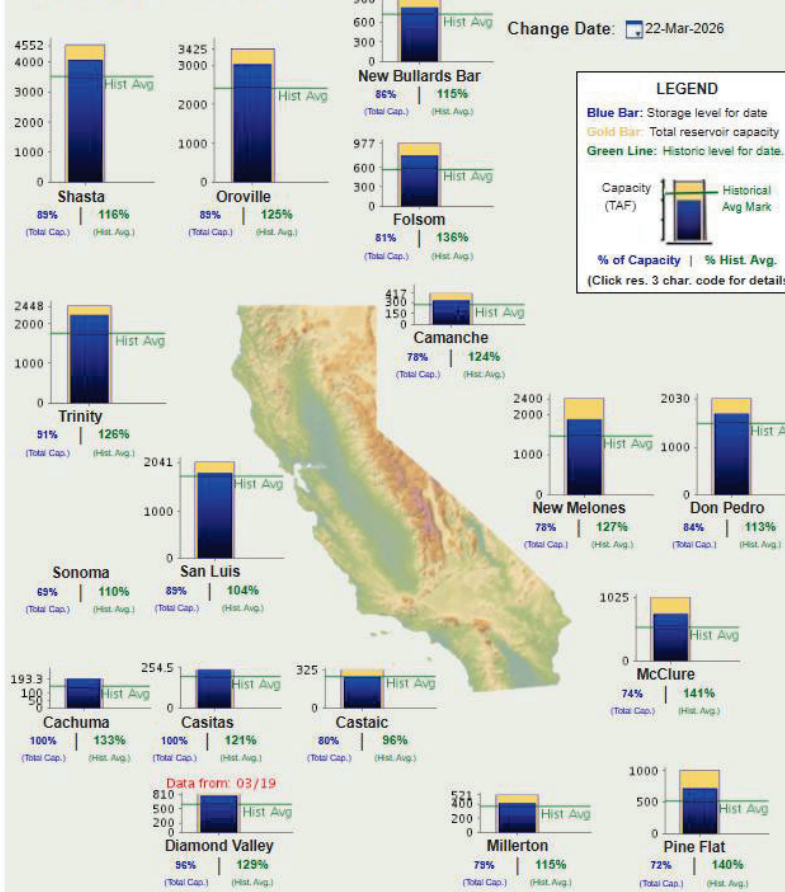 600
300
0
New Bullards Bar
86% | 115%
(Total Cap.) (Hist. Avg.)
Hist Avg
Change Date: 22-Mar-2026
4552
4000
3000
2000
1000
0
Hist Avg
Shasta
89% | 116%
(Total Cap.) (Hist. Avg.)
3425
3000
2000
1000
0
Hist Avg
Oroville
89% | 125%
(Total Cap.) (Hist. Avg.)
977
600
300
0
Hist Avg
Folsom
81% | 136%
(Total Cap.) (Hist. Avg.)
LEGEND
Blue Bar: Storage level for date
Gold Bar: Total reservoir capacity
Green Line: Historic level for date.
Capacity
(TAF)
Historical
Avg Mark
% of Capacity | % Hist. Avg.
(Click res. 3 char. code for details
2448
2000
1000
0
Hist Avg
Trinity
91% | 126%
(Total Cap.) (Hist. Avg.)
417
300
150
0
Hist Avg
Camanche
78% | 124%
(Total Cap.) (Hist. Avg.)
2400
2000
1000
0
Hist Avg
New Melones
78% | 127%
(Total Cap.) (Hist. Avg.)
2030
1000
0
Hist A
Don Pedro
84% | 113%
(Total Cap.) (Hist. Avg.)
Sonoma
69% | 110%
(Total Cap.) (Hist. Avg.)
2041
1000
0
Hist Avg
San Luis
89% | 104%
(Total Cap.) (Hist. Avg.)
1025
0
Hist Avg
McClure
74% | 141%
(Total Cap.) (Hist. Avg.)
193.3
100
50
0
Hist Avg
Cachuma
100% | 133%
(Total Cap.) (Hist. Avg.)
254.5
0
Hist Avg
Casitas
100% | 121%
(Total Cap.) (Hist. Avg.)
325
0
Hist Avg
Castaic
80% | 96%
(Total Cap.) (Hist. Avg.)
Data from: 03/19
810
500
200
0
Hist Avg
Diamond Valley
96% | 129%
(Total Cap.) (Hist. Avg.)
521
400
200
0
Hist Avg
Millerton
79% | 115%
(Total Cap.) (Hist. Avg.)
1000
500
0
Hist Avg
Pine Flat
72% | 140%
(Total Cap.) (Hist. Avg.)